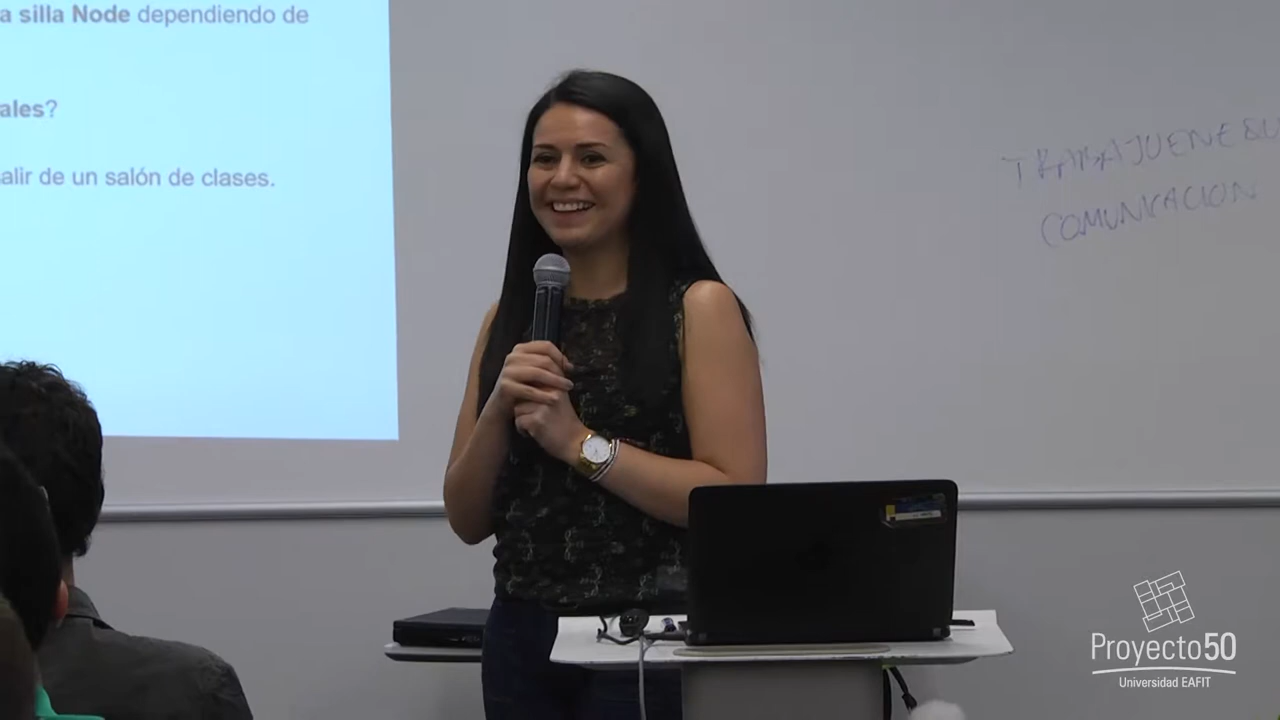 a silla Node dependiendo de
ales?
alir de un salón de clases.
COMUNICACION
Proyecto50
Universidad EAFIT